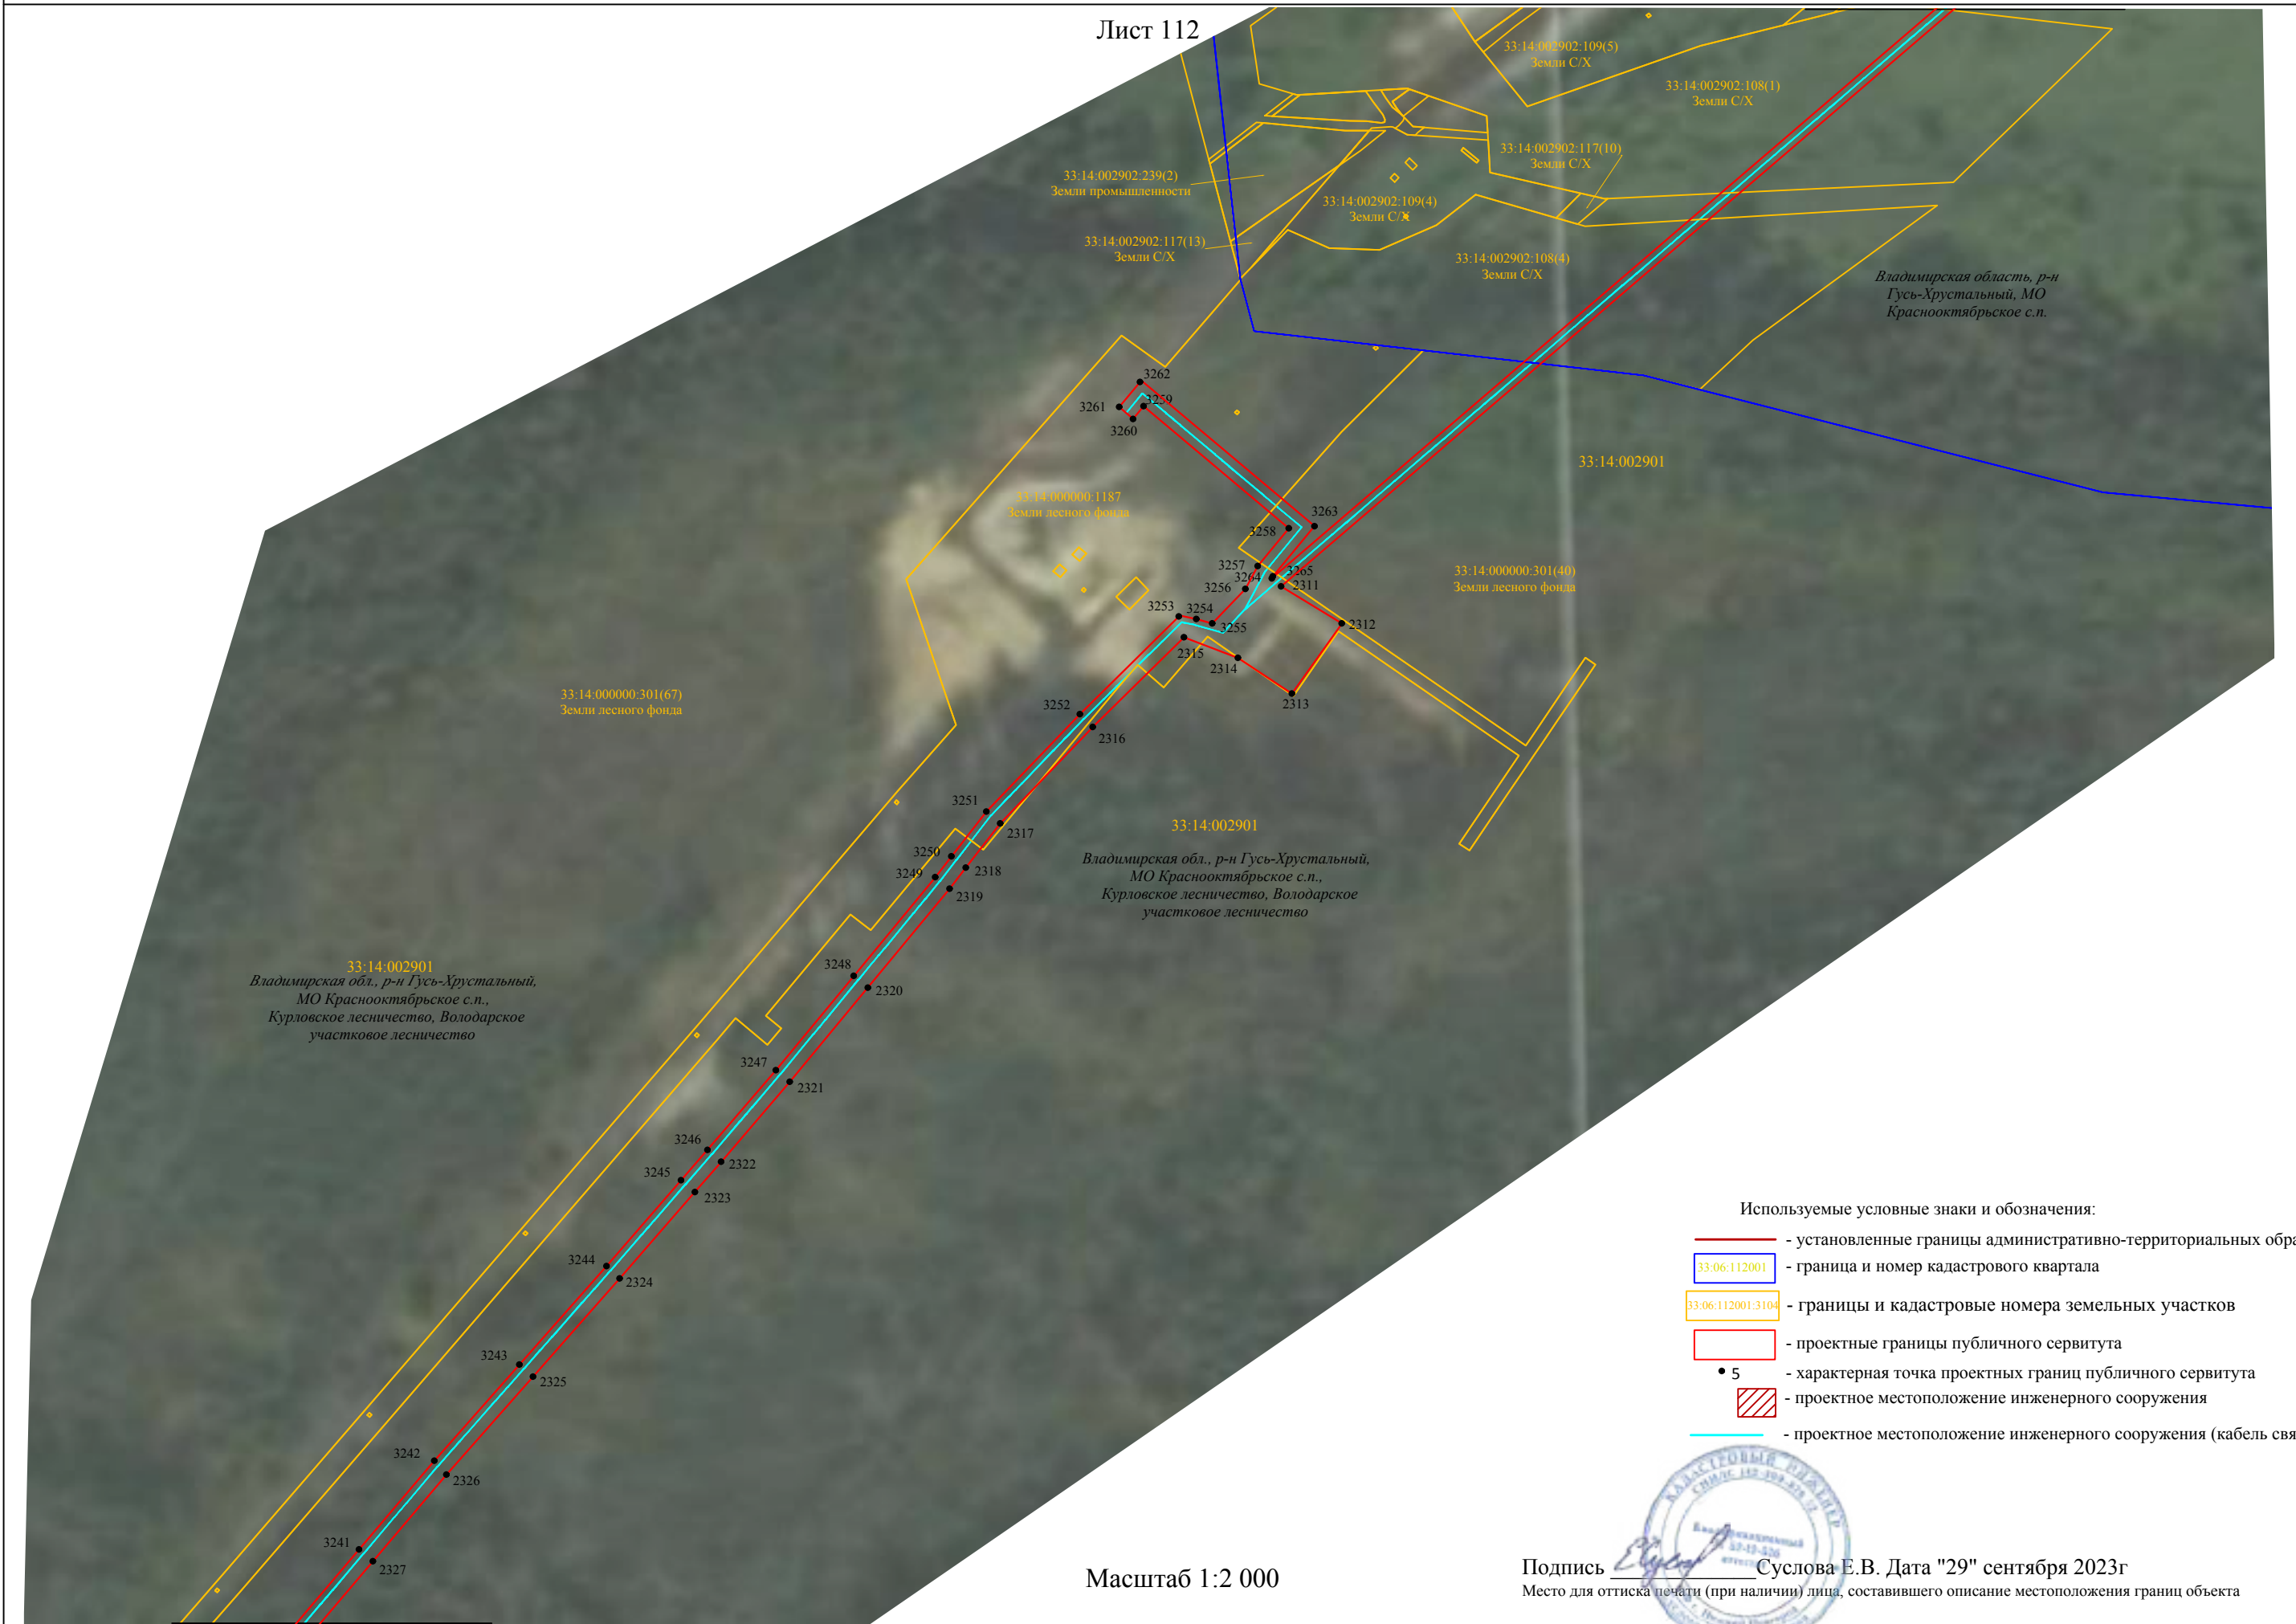 Лист 112
33:14:002902:109(5)
Земли С/Х
33:14:002902:108(1)
Земли С/Х
33:14:002902:117(10)
Земли С/Х
33:14:002902:239(2)
Земли промышленности
33:14:002902:109(4)
Земли С/Х
33:14:002902:117(13)
Земли С/Х
33:14:002902:108(4)
Земли С/Х
Владимирская область, р-н
Гусь-Хрустальный, МО
Краснооктябрьское с.п.
3262
3261
3259
3260
33:14:002901
33:14:000000:1187
Земли лесного фонда
3263
3258
3257
3264
3265
3256
2311
33:14:000000:301(40)
Земли лесного фонда
3253
3254
3255
2312
2315
2314
2313
33:14:000000:301(67)
Земли лесного фонда
3252
2316
3251
2317
33:14:002901
Владимирская обл., р-н Гусь-Хрустальный,
МО Краснооктябрьское с.п.,
Курловское лесничество, Володарское
участковое лесничество
3250
2318
3249
2319
33:14:002901
Владимирская обл., р-н Гусь-Хрустальный,
МО Краснооктябрьское с.п.,
Курловское лесничество, Володарское
участковое лесничество
3248
2320
3247
2321
3246
2322
3245
2323
3244
2324
3243
2325
3242
2326
3241
2327
Используемые условные знаки и обозначения:
- установленные границы административно-территориальных обра
33:06:112001 - граница и номер кадастрового квартала
33:06:112001:3104 - границы и кадастровые номера земельных участков
- проектные границы публичного сервитута
5 - характерная точка проектных границ публичного сервитута
- проектное местоположение инженерного сооружения
- проектное местоположение инженерного сооружения (кабель свя
КАДАСТРОВЫЙ ИНЖЕНЕР
Масштаб 1:2 000
Подпись ____________Суслова Е.В. Дата "29" сентября 2023г
Место для оттиска печати (при наличии) лица, составившего описание местоположения границ объекта